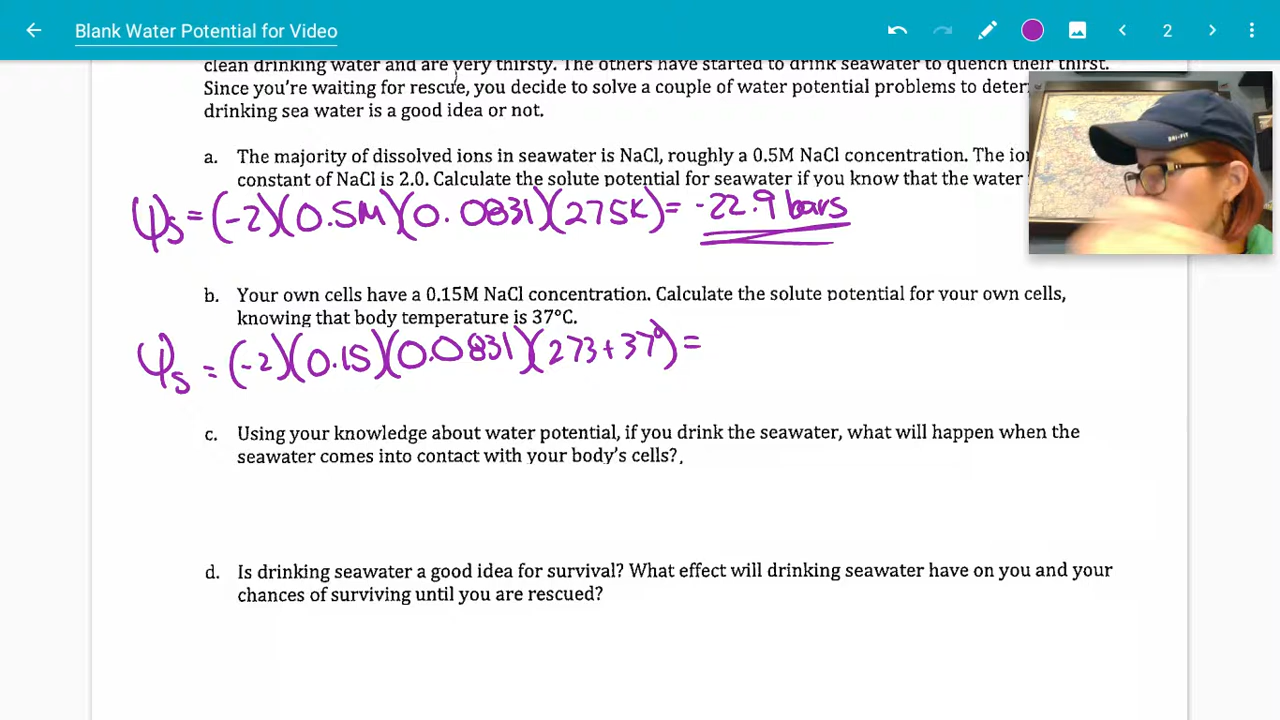 Blank Water Potential for Video
2
clean drinking water and are very thirsty. The others have started to drink seawater to quench their thirst.
Since you're waiting for rescue, you decide to solve a couple of water potential problems to deter
drinking sea water is a good idea or not.
a. The majority of dissolved ions in seawater is NaCl, roughly a 0.5M NaCl concentration. The ion
constant of NaCl is 2.0. Calculate the solute potential for seawater if you know that the water
ψs = (-2)(0.5M)(0.0831)(275K) = -22.9 bars
b. Your own cells have a 0.15M NaCl concentration. Calculate the solute potential for your own cells,
knowing that body temperature is 37°C.
ψs = (-2)(0.15)(0.0831)(273+37°) =
c. Using your knowledge about water potential, if you drink the seawater, what will happen when the
seawater comes into contact with your body's cells?
d. Is drinking seawater a good idea for survival? What effect will drinking seawater have on you and your
chances of surviving until you are rescued?
DRI-FIT